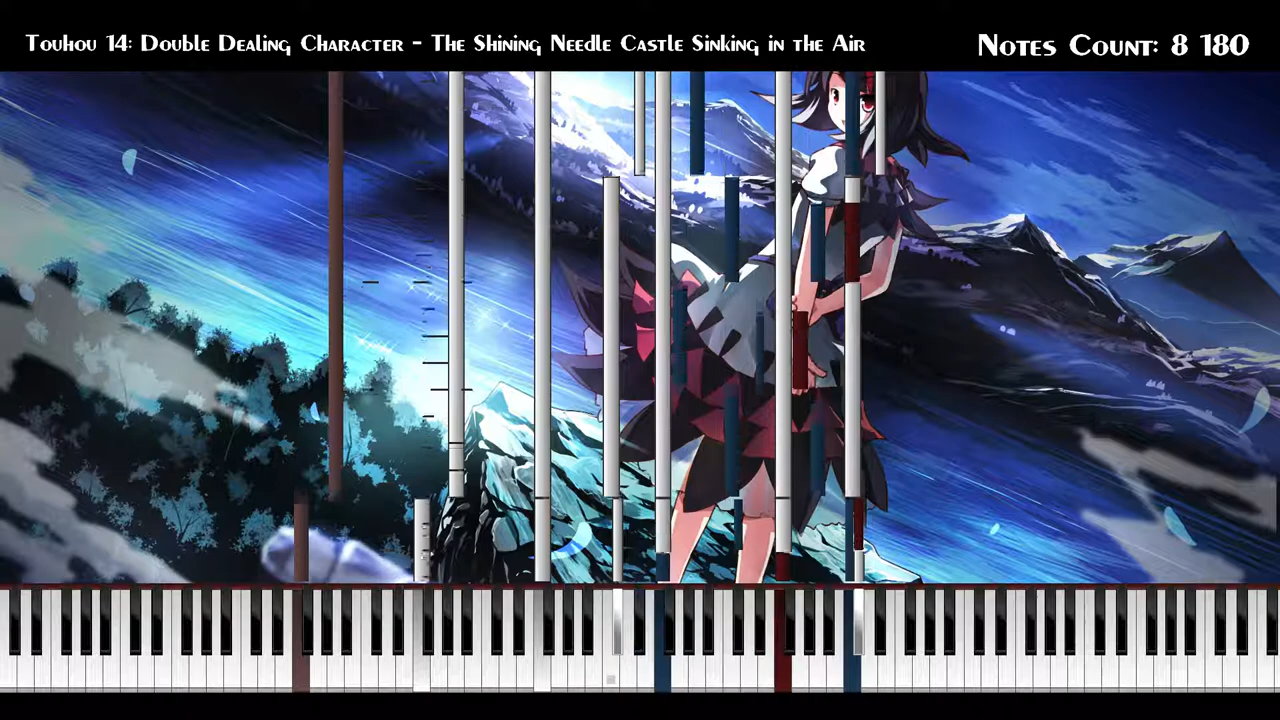 Touhou 14: Double Dealing Character - The Shining Needle Castle Sinking in the Air
Notes Count: 8 180